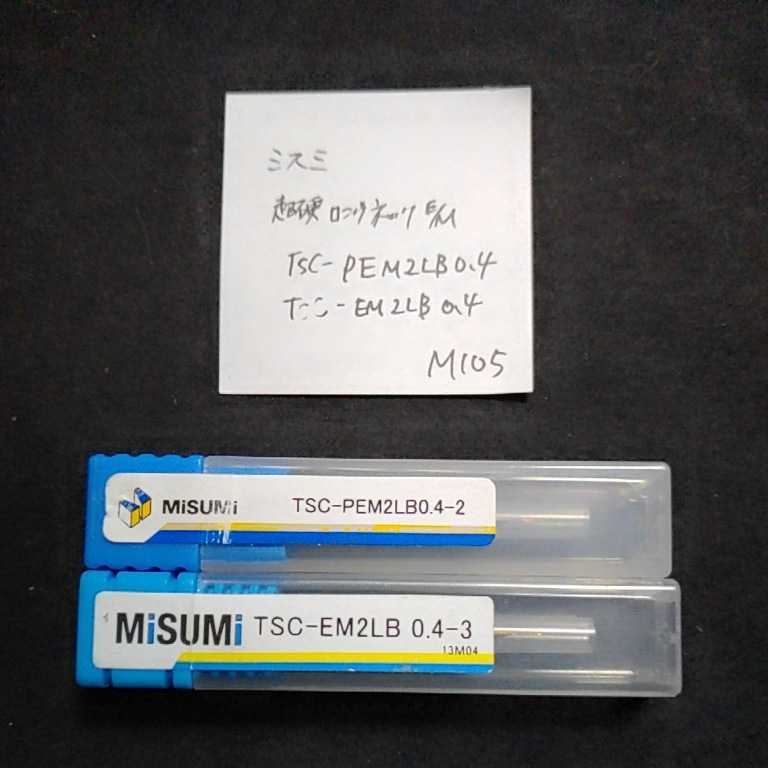 ミスミ
超硬 ロングネック E/M
TSC-PEM2LB0.4
TSC-EM2LB 0.4
M105
MiSUMi TSC-PEM2LB0.4-2
MiSUMi TSC-EM2LB 0.4-3
13M04